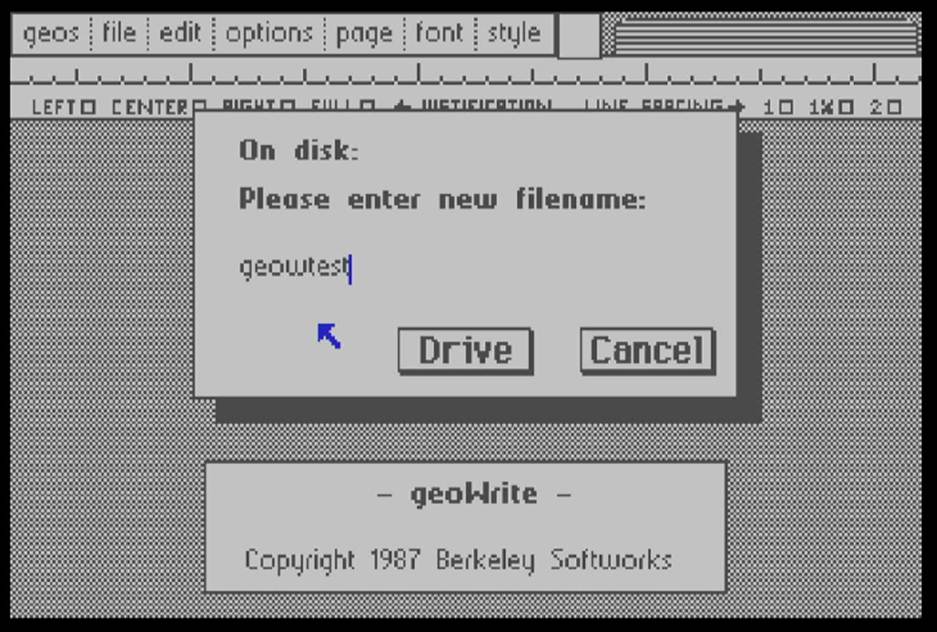 geos file edit options page font style
LEFT CENTER RIGHT FULL ← JUSTIFICATION LINE SPACING → 1 1½ 2
On disk:
Please enter new filename:
geowtest
Drive Cancel
- geoWrite -
Copyright 1987 Berkeley Softworks